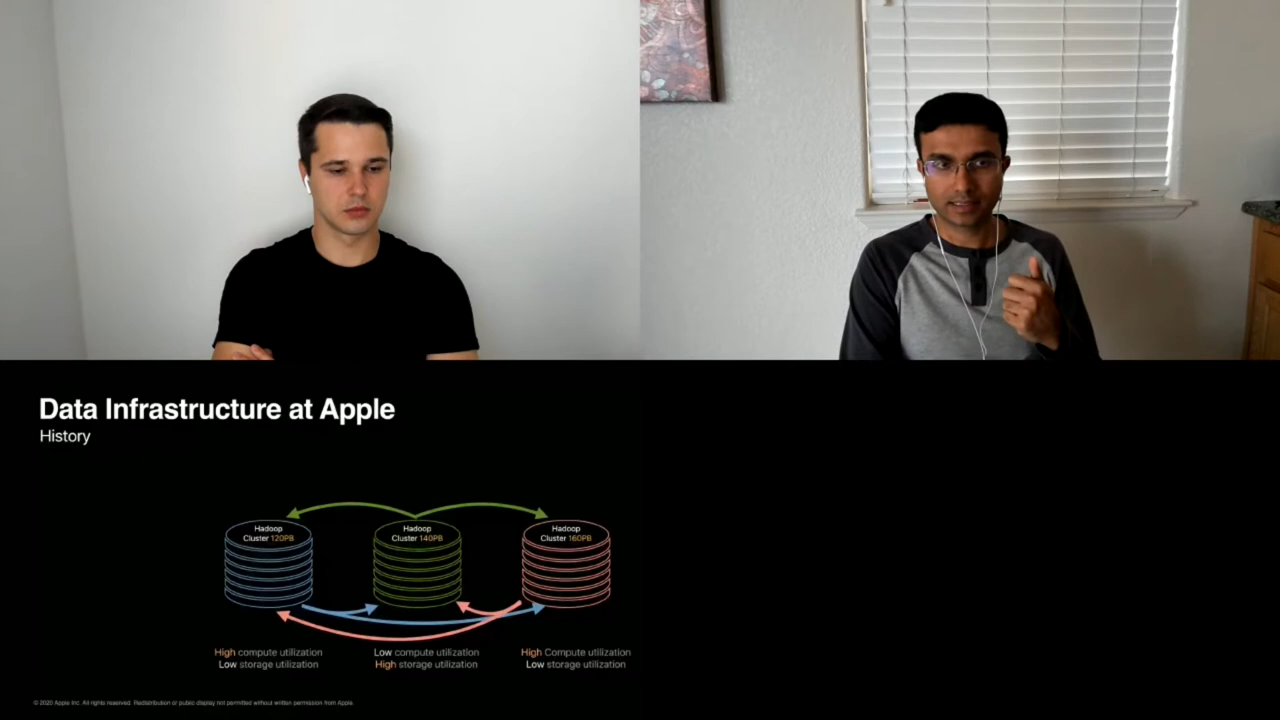 Data Infrastructure at Apple
History
Hadoop
Cluster 120PB
Hadoop
Cluster 140PB
Hadoop
Cluster 160PB
High compute utilization
Low storage utilization
Low compute utilization
High storage utilization
High Compute utilization
Low storage utilization
© 2020 Apple Inc. All rights reserved. Redistribution or public display not permitted without written permission from Apple.